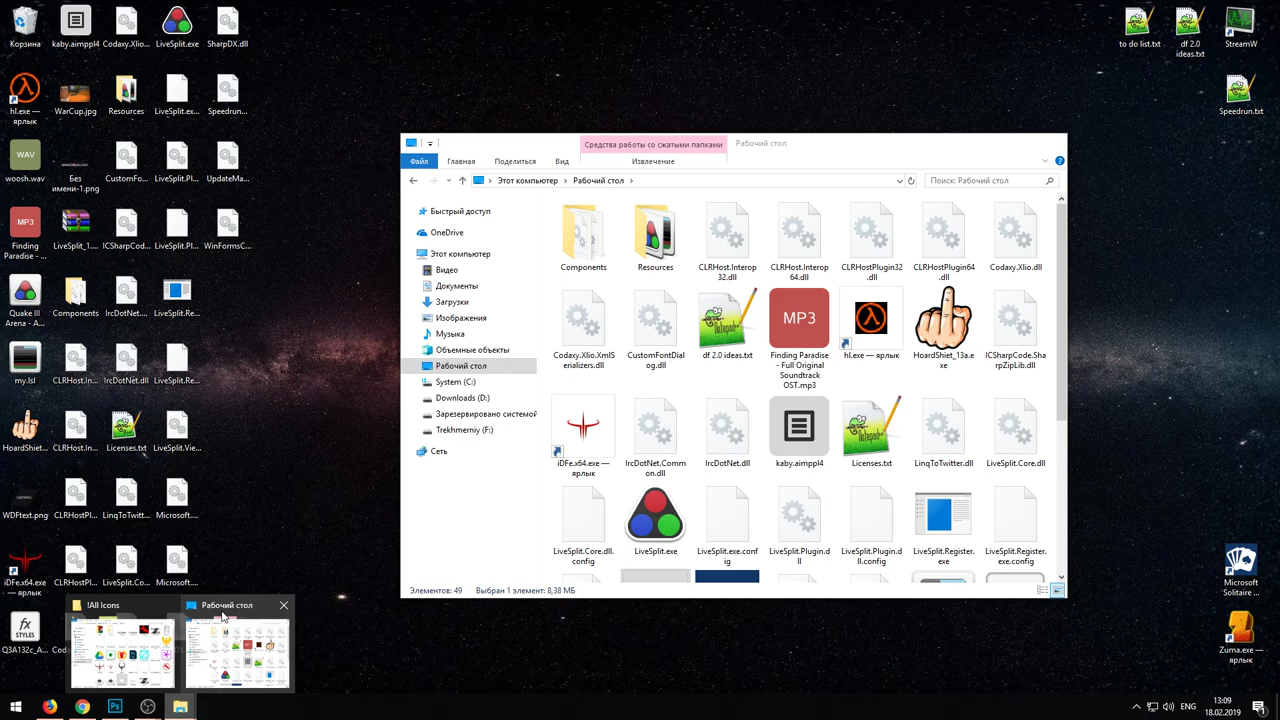 Корзина
kaby.aimppl4
Codaxy.Xlio...
LiveSplit.exe
SharpDX.dll
hl.exe —
ярлык
WarCup.jpg
Resources
LiveSplit.ex...
Speedrun...
WAV
woosh.wav
Без
имени-1.png
CustomFo...
LiveSplit.Pl...
UpdateMa...
MP3
Finding
Paradise - ...
LiveSplit_1....
ICSharpCod...
LiveSplit.Pl...
WinFormsC...
Quake III
Arena - A...
Components
IrcDotNet....
LiveSplit.Re...
my.lsl
CLRHost.In...
IrcDotNet.dll
LiveSplit.Re...
HoardShiet...
CLRHost.In...
Licenses.txt
LiveSplit.Vie...
WDFtext.png
CLRHostPl...
LinqToTwitt...
Microsoft....
iDFe.x64.exe
— ярлык
CLRHostPl...
LiveSplit.Co...
Microsoft....
fx
STYLES
Q3A132c_A...
to do list.txt
df 2.0
ideas.txt
StreamW
Speedrun.txt
Microsoft
Solitaire ...
Zuma.exe —
ярлык
Средства работы со сжатыми папками
Рабочий стол
Файл
Главная
Поделиться
Вид
Извлечение
Этот компьютер
Рабочий стол
Поиск: Рабочий стол
Быстрый доступ
OneDrive
Этот компьютер
Видео
Документы
Загрузки
Изображения
Музыка
Объемные объекты
Рабочий стол
System (C:)
Downloads (D:)
Зарезервировано системой
Trekhmerniy (F:)
Сеть
Components
Resources
CLRHost.Interop
32.dll
CLRHost.Interop
64.dll
CLRHostPlugin32
.dll
CLRHostPlugin64
.dll
Codaxy.Xlio.dll
Codaxy.Xlio.XmlS
erializers.dll
CustomFontDial
og.dll
df 2.0 ideas.txt
MP3
Finding Paradise
- Full Original
Soundtrack
OST.mp3
hl.exe — ярлык
HoardShiet_13a.e
xe
ICSharpCode.Sha
rpZipLib.dll
iDFe.x64.exe —
ярлык
IrcDotNet.Comm
on.dll
IrcDotNet.dll
kaby.aimppl4
Licenses.txt
LinqToTwitter.dll
LiveSplit.Core.dll
LiveSplit.Core.dll.
config
LiveSplit.exe
LiveSplit.exe.conf
ig
LiveSplit.Plugin.d
ll
LiveSplit.Plugin.d
ll.config
LiveSplit.Register.
exe
LiveSplit.Register.
exe.config
Элементов: 49
Выбран 1 элемент: 8,38 МБ
!All Icons
Рабочий стол
Ps
ENG
13:09
18.02.2019